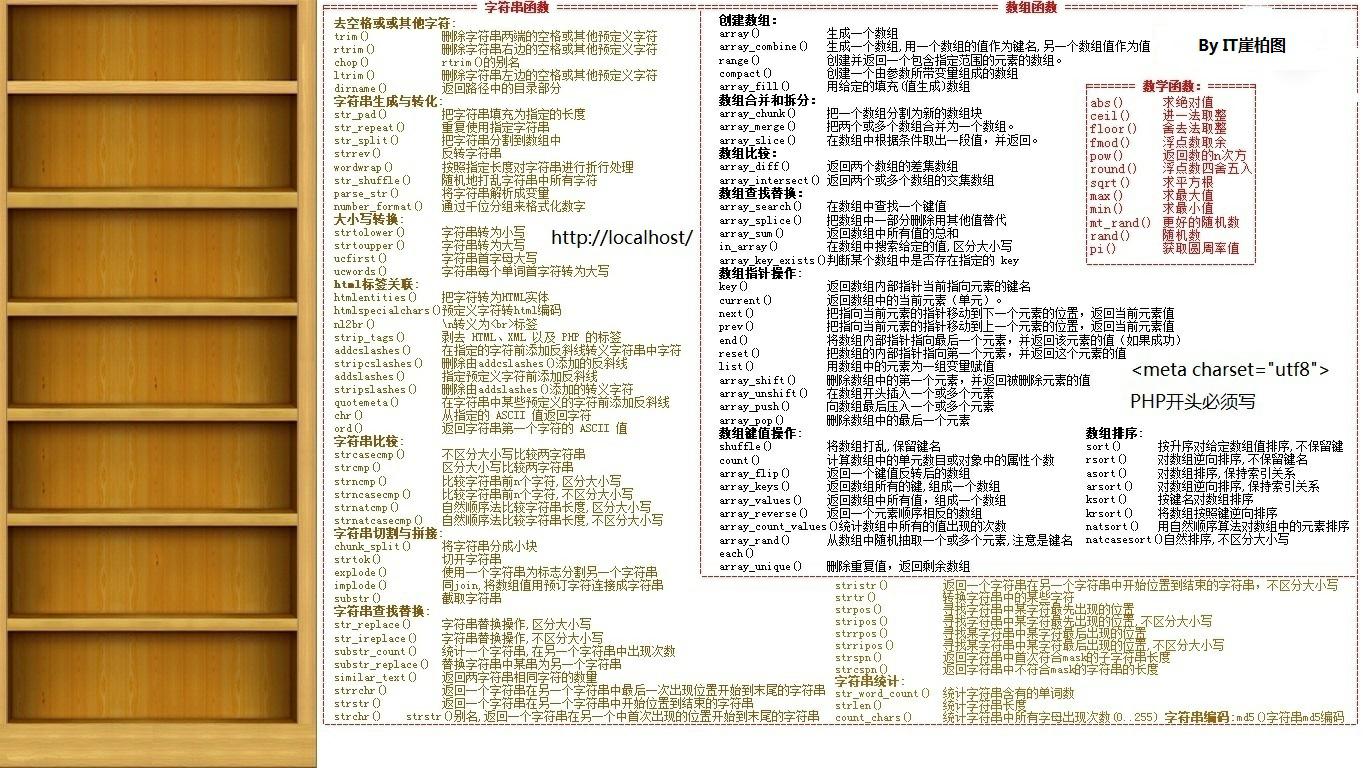 字符串函数
去空格或或其他字符:
trim() 删除字符串两端的空格或其他预定义字符
rtrim() 删除字符串右边的空格或其他预定义字符
chop() rtrim()的别名
ltrim() 删除字符串左边的空格或其他预定义字符
dirname() 返回路径中的目录部分
字符串生成与转化:
str_pad() 把字符串填充为指定的长度
str_repeat() 重复使用指定字符串
str_split() 把字符串分割到数组中
strrev() 反转字符串
wordwrap() 按照指定长度对字符串进行折行处理
str_shuffle() 随机地打乱字符串中所有字符
parse_str() 将字符串解析成变量
number_format() 通过千位分组来格式化数字
大小写转换:
strtolower() 字符串转为小写
strtoupper() 字符串转为大写
ucfirst() 字符串首字母大写
ucwords() 字符串每个单词首字符转为大写
http://localhost/
html标签关联:
htmlentities() 把字符转为HTML实体
htmlspecialchars()预定义字符转html编码
nl2br() \n转义为<br>标签
strip_tags() 剥去 HTML、XML 以及 PHP 的标签
addcslashes() 在指定的字符前添加反斜线转义字符串中字符
stripcslashes() 删除由addcslashes()添加的反斜线
addslashes() 指定预定义字符前添加反斜线
stripslashes() 删除由addslashes()添加的转义字符
quotemeta() 在字符串中某些预定义的字符前添加反斜线
chr() 从指定的 ASCII 值返回字符
ord() 返回字符串第一个字符的 ASCII 值
字符串比较:
strcasecmp() 不区分大小写比较两字符串
strcmp() 区分大小写比较两字符串
strncmp() 比较字符串前n个字符,区分大小写
strncasecmp() 比较字符串前n个字符,不区分大小写
strnatcmp() 自然顺序法比较字符串长度,区分大小写
strnatcasecmp() 自然顺序法比较字符串长度,不区分大小写
字符串切割与拼接:
chunk_split() 将字符串分成小块
strtok() 切开字符串
explode() 使用一个字符串为标志分割另一个字符串
implode() 同join,将数组值用预订字符连接成字符串
substr() 截取字符串
字符串查找替换:
str_replace() 字符串替换操作,区分大小写
str_ireplace() 字符串替换操作,不区分大小写
substr_count() 统计一个字符串,在另一个字符串中出现次数
substr_replace() 替换字符串中某串为另一个字符串
similar_text() 返回两字符串相同字符的数量
strrchr() 返回一个字符串在另一个字符串中最后一次出现位置开始到末尾的字符串
strstr() 返回一个字符串在另一个字符串中开始位置到结束的字符串
strchr() strstr()别名,返回一个字符串在另一个中首次出现的位置开始到末尾的字符串
stristr() 返回一个字符串在另一个字符串中开始位置到结束的字符串，不区分大小写
strtr() 转换字符串中的某些字符
strpos() 寻找字符串中某字符最先出现的位置
stripos() 寻找字符串中某字符最先出现的位置,不区分大小写
strrpos() 寻找某字符串中某字符最后出现的位置
strripos() 寻找某字符串中某字符最后出现的位置,不区分大小写
strspn() 返回字符串中首次符合mask的子字符串长度
strcspn() 返回字符串中不符合mask的字符串的长度
字符串统计:
str_word_count() 统计字符串含有的单词数
strlen() 统计字符串长度
count_chars() 统计字符串中所有字母出现次数(0..255) 字符串编码:md5()字符串md5编码
数组函数
创建数组:
array() 生成一个数组
array_combine() 生成一个数组,用一个数组的值作为键名,另一个数组值作为值
range() 创建并返回一个包含指定范围的元素的数组。
compact() 创建一个由参数所带变量组成的数组
array_fill() 用给定的填充(值生成)数组
数组合并和拆分:
array_chunk() 把一个数组分割为新的数组块
array_merge() 把两个或多个数组合并为一个数组。
array_slice() 在数组中根据条件取出一段值，并返回。
数组比较:
array_diff() 返回两个数组的差集数组
array_intersect() 返回两个或多个数组的交集数组
数组查找替换:
array_search() 在数组中查找一个键值
array_splice() 把数组中一部分删除用其他值替代
array_sum() 返回数组中所有值的总和
in_array() 在数组中搜索给定的值,区分大小写
array_key_exists()判断某个数组中是否存在指定的 key
数组指针操作:
key() 返回数组内部指针当前指向元素的键名
current() 返回数组中的当前元素（单元）。
next() 把指向当前元素的指针移动到下一个元素的位置，返回当前元素值
prev() 把指向当前元素的指针移动到上一个元素的位置，返回当前元素值
end() 将数组内部指针指向最后一个元素，并返回该元素的值（如果成功）
reset() 把数组的内部指针指向第一个元素，并返回这个元素的值
list() 用数组中的元素为一组变量赋值
array_shift() 删除数组中的第一个元素，并返回被删除元素的值
array_unshift() 在数组开头插入一个或多个元素
array_push() 向数组最后压入一个或多个元素
array_pop() 删除数组中的最后一个元素
数组键值操作:
shuffle() 将数组打乱,保留键名
count() 计算数组中的单元数目或对象中的属性个数
array_flip() 返回一个键值反转后的数组
array_keys() 返回数组所有的键,组成一个数组
array_values() 返回数组中所有值，组成一个数组
array_reverse() 返回一个元素顺序相反的数组
array_count_values()统计数组中所有的值出现的次数
array_rand() 从数组中随机抽取一个或多个元素,注意是键名
each()
array_unique() 删除重复值，返回剩余数组
By IT崖柏图
数学函数:
abs() 求绝对值
ceil() 进一法取整
floor() 舍去法取整
fmod() 浮点数取余
pow() 返回数的n次方
round() 浮点数四舍五入
sqrt() 求平方根
max() 求最大值
min() 求最小值
mt_rand() 更好的随机数
rand() 随机数
pi() 获取圆周率值
<meta charset="utf8">
PHP开头必须写
数组排序:
sort() 按升序对给定数组值排序,不保留键
rsort() 对数组逆向排序,不保留键名
asort() 对数组排序,保持索引关系
arsort() 对数组逆向排序,保持索引关系
ksort() 按键名对数组排序
krsort() 将数组按照键逆向排序
natsort() 用自然顺序算法对数组中的元素排序
natcasesort()自然排序,不区分大小写